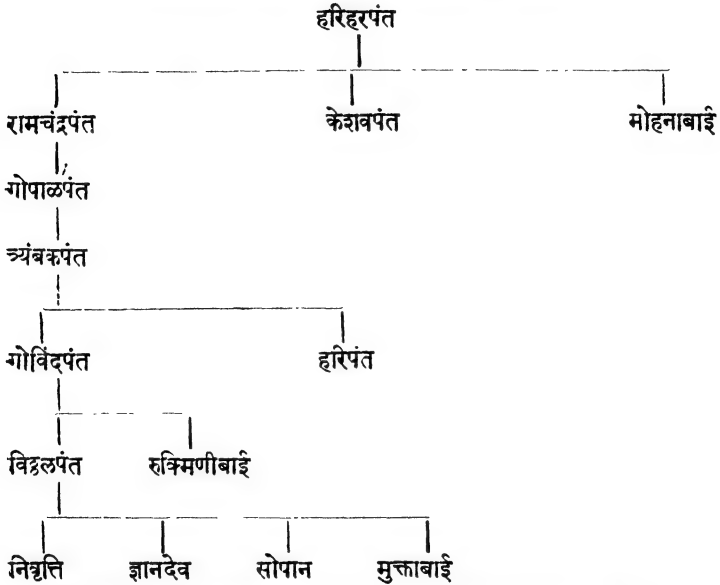 हरिहरपंत
रामचंद्रपंत केशवपंत मोहनाबाई
गोपाळपंत
त्र्यंबकपंत
गोविंदपंत हरिपंत
विठ्ठलपंत रुक्मिणीबाई
निवृत्ति ज्ञानदेव सोपान मुक्ताबाई